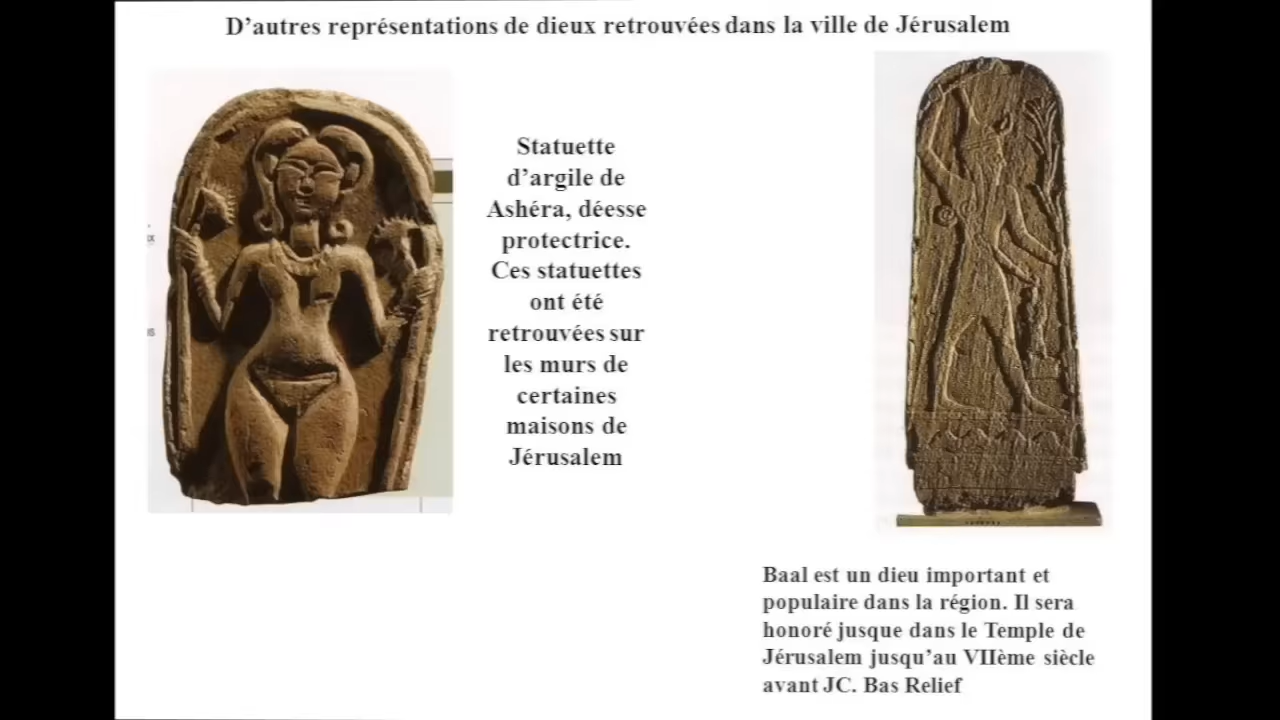 D’autres représentations de dieux retrouvées dans la ville de Jérusalem
Statuette
d’argile de
Ashéra, déesse
protectrice.
Ces statuettes
ont été
retrouvées sur
les murs de
certaines
maisons de
Jérusalem
Baal est un dieu important et
populaire dans la région. Il sera
honoré jusque dans le Temple de
Jérusalem jusqu’au VIIème siècle
avant JC. Bas Relief